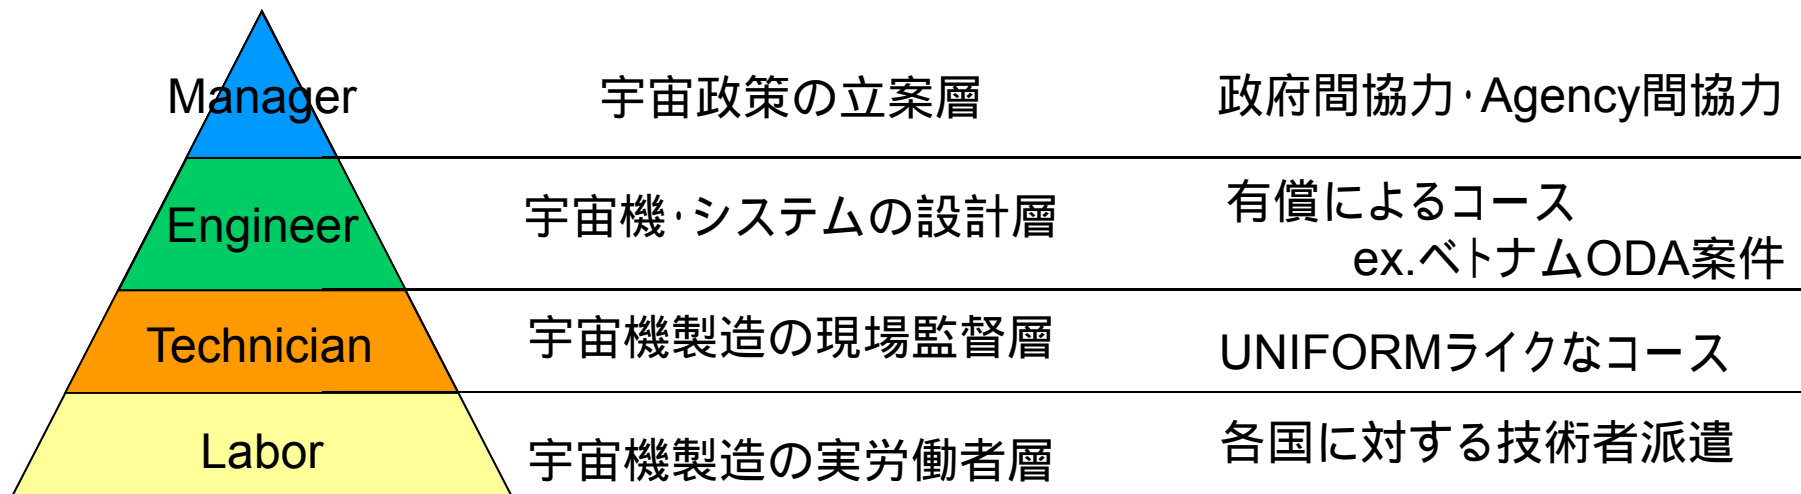 Manager 宇宙政策の立案層 政府間協力・Agency間協力
Engineer 宇宙機・システムの設計層 有償によるコース
ex.ベトナムODA案件
Technician 宇宙機製造の現場監督層 UNIFORMライクなコース
Labor 宇宙機製造の実労働者層 各国に対する技術者派遣